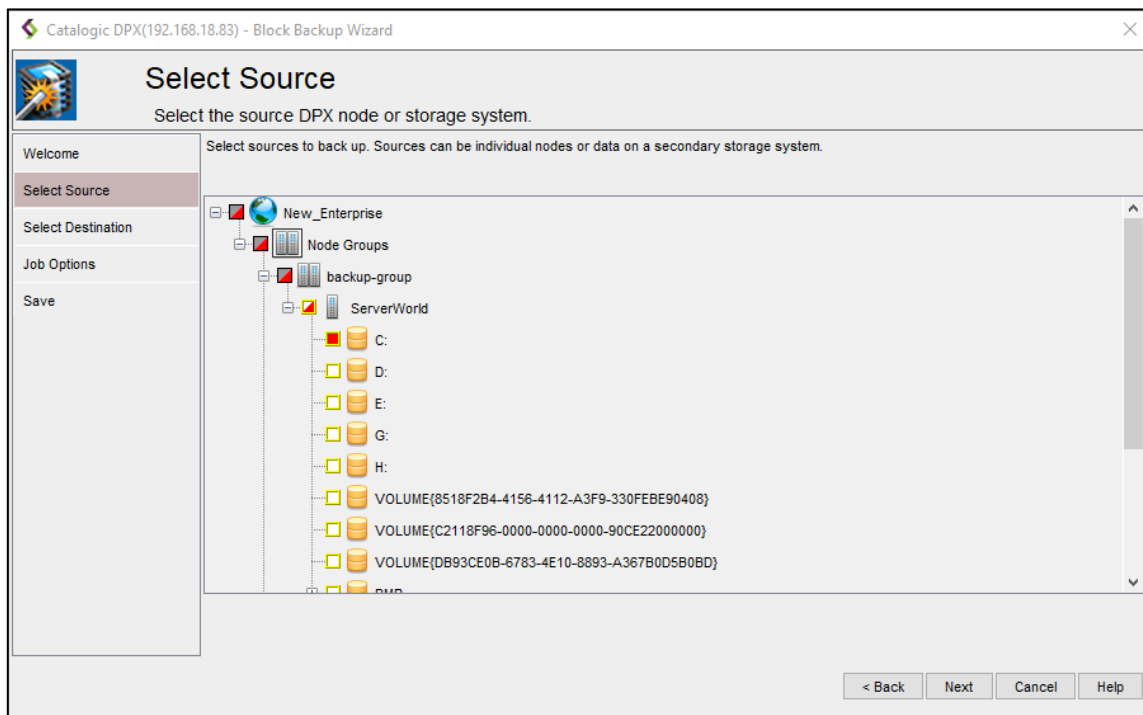 Catalogic DPX(192.168.18.83) - Block Backup Wizard
Select Source
Select the source DPX node or storage system.
Welcome
Select Source
Select Destination
Job Options
Save
Select sources to back up. Sources can be individual nodes or data on a secondary storage system.
New_Enterprise
Node Groups
backup-group
ServerWorld
C:
D:
E:
G:
H:
VOLUME{8518F2B4-4156-4112-A3F9-330FEBE90408}
VOLUME{C2118F96-0000-0000-0000-90CE22000000}
VOLUME{DB93CE0B-6783-4E10-8893-A367B0D5B0BD}
< Back
Next
Cancel
Help